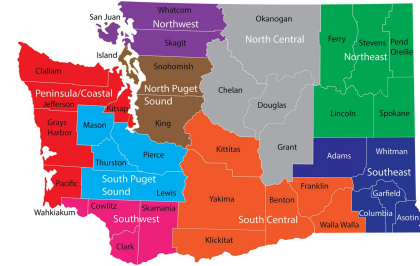 Whatcom
San Juan
Northwest
Skagit
Okanogan
North Central
Ferry
Stevens
Pend
Oreille
Northeast
Island
Snohomish
Clallam
Peninsula/Coastal
Jefferson
Kitsap
North Puget
Sound
Chelan
Douglas
Lincoln
Spokane
Grays
Harbor
Mason
King
Kittitas
Grant
Adams
Whitman
Southeast
Thurston
Pierce
Pacific
South Puget
Sound
Lewis
Yakima
Benton
Franklin
Garfield
Columbia
Asotin
Walla Walla
Wahkiakum
Cowlitz
Skamania
Southwest
South Central
Clark
Klickitat